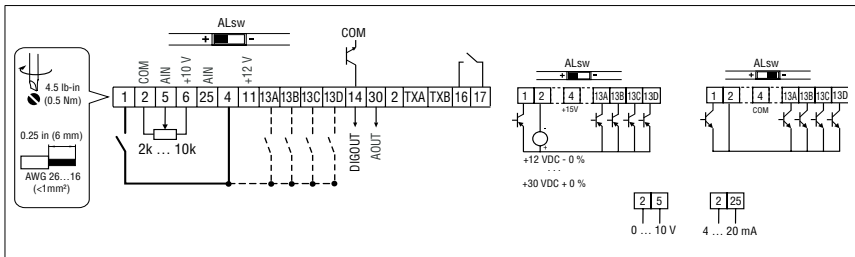 ALsw
+ -
4.5 lb-in
(0.5 Nm)
0.25 in (6 mm)
AWG 26...16
(<1mm²)
COM
AIN
+10 V
AIN
+12 V
COM
1 2 5 6 25 4 11 13A 13B 13C 13D 14 30 2 TXA TXB 16 17
2k ... 10k
DIGOUT
AOUT
ALsw
+ -
1 2 4 13A 13B 13C 13D
+15V
+12 VDC - 0 %
...
+30 VDC + 0 %
ALsw
+ -
1 2 4 13A 13B 13C 13D
COM
2 5
0 ... 10 V
2 25
4 ... 20 mA